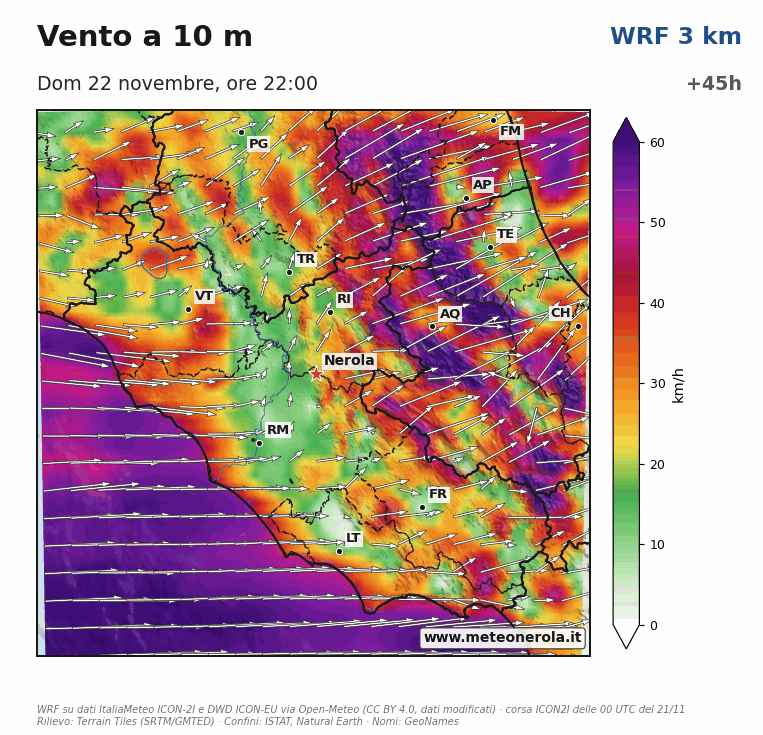 Vento a 10 m
WRF 3 km
Dom 22 novembre, ore 22:00
+45h
PG
FM
AP
TE
TR
VT
RI
AQ
CH
Nerola
RM
FR
LT
www.meteonerola.it
60
50
40
30
20
10
0
km/h
WRF su dati ItaliaMeteo ICON-2I e DWD ICON-EU via Open-Meteo (CC BY 4.0, dati modificati) · corsa ICON2I delle 00 UTC del 21/11
Rilievo: Terrain Tiles (SRTM/GMTED) · Confini: ISTAT, Natural Earth · Nomi: GeoNames